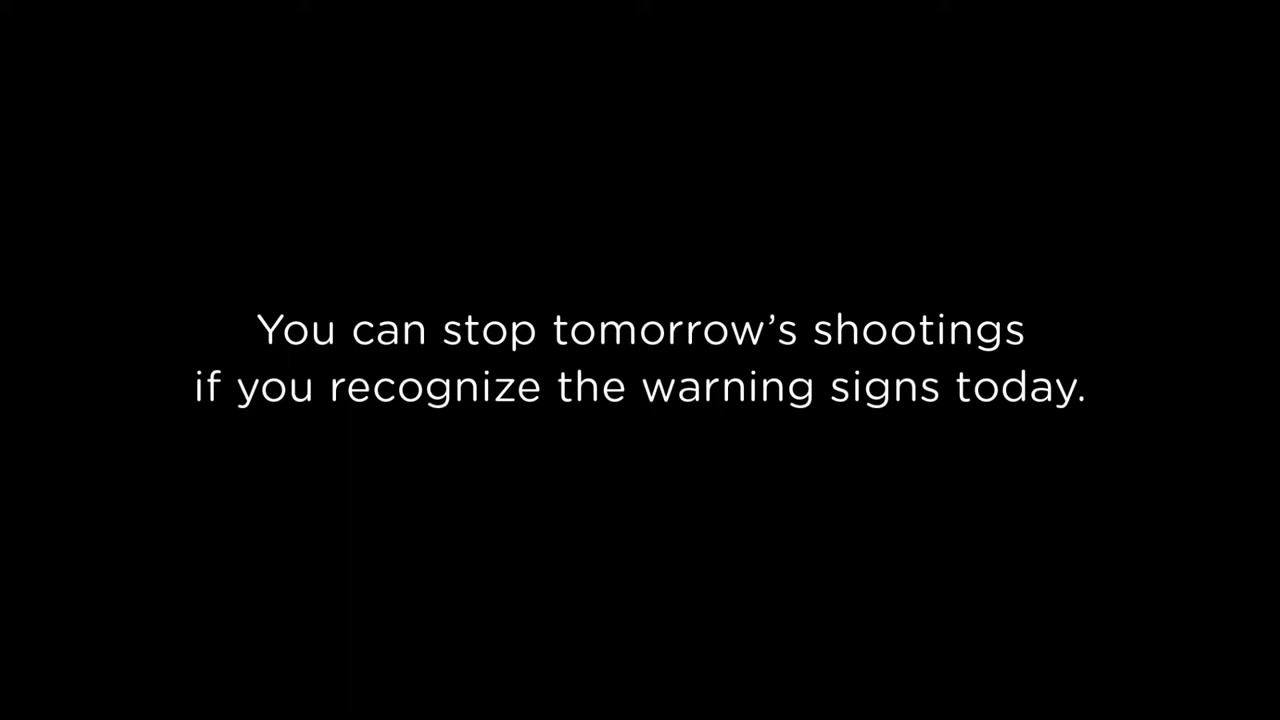 You can stop tomorrow’s shootings
if you recognize the warning signs today.